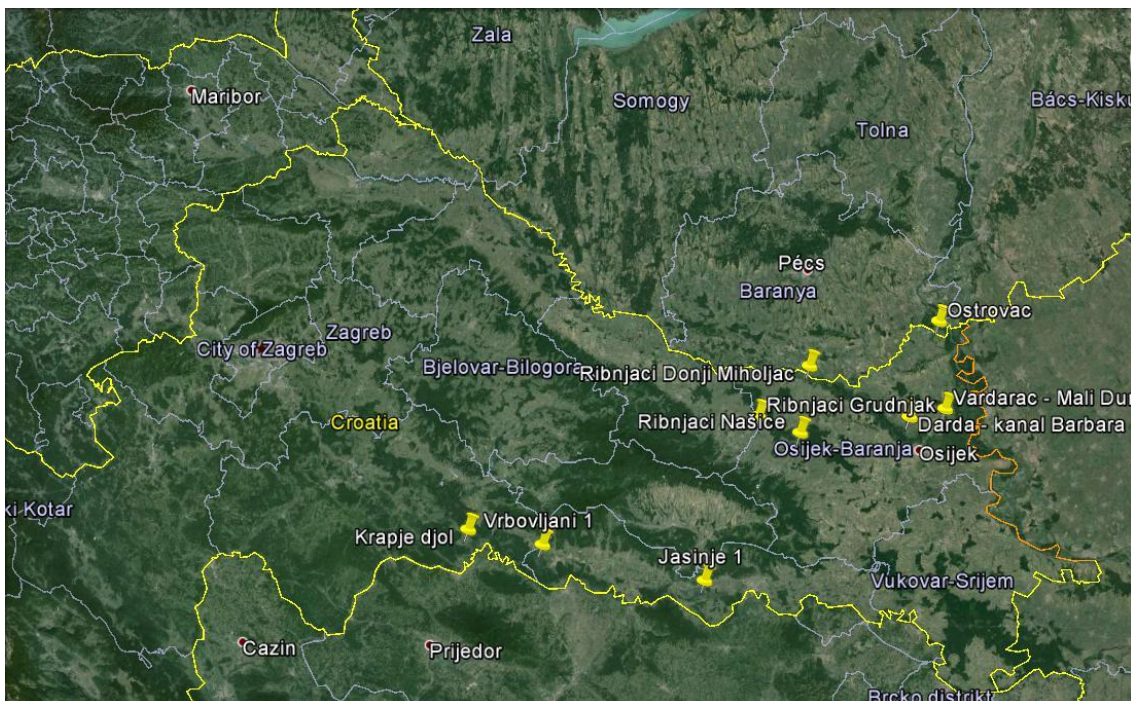 Zala
Maribor
Somogy
Bács-Kisku
Tolna
Pécs
Baranya
Ostrovac
Zagreb
City of Zagreb
Bjelovar-Bilogora
Ribnjaci Donji Miholjac
Vardarac - Mali Dun
Ribnjaci Grudnjak
Croatia
Ribnjaci Našice
Darda - kanal Barbara
Osijek-Baranja
Osijek
ki Kotar
Vrbovljani 1
Krapje djol
Jasinje 1
Vukovar-Srijem
Cazin
Prijedor
Brcko distrikt